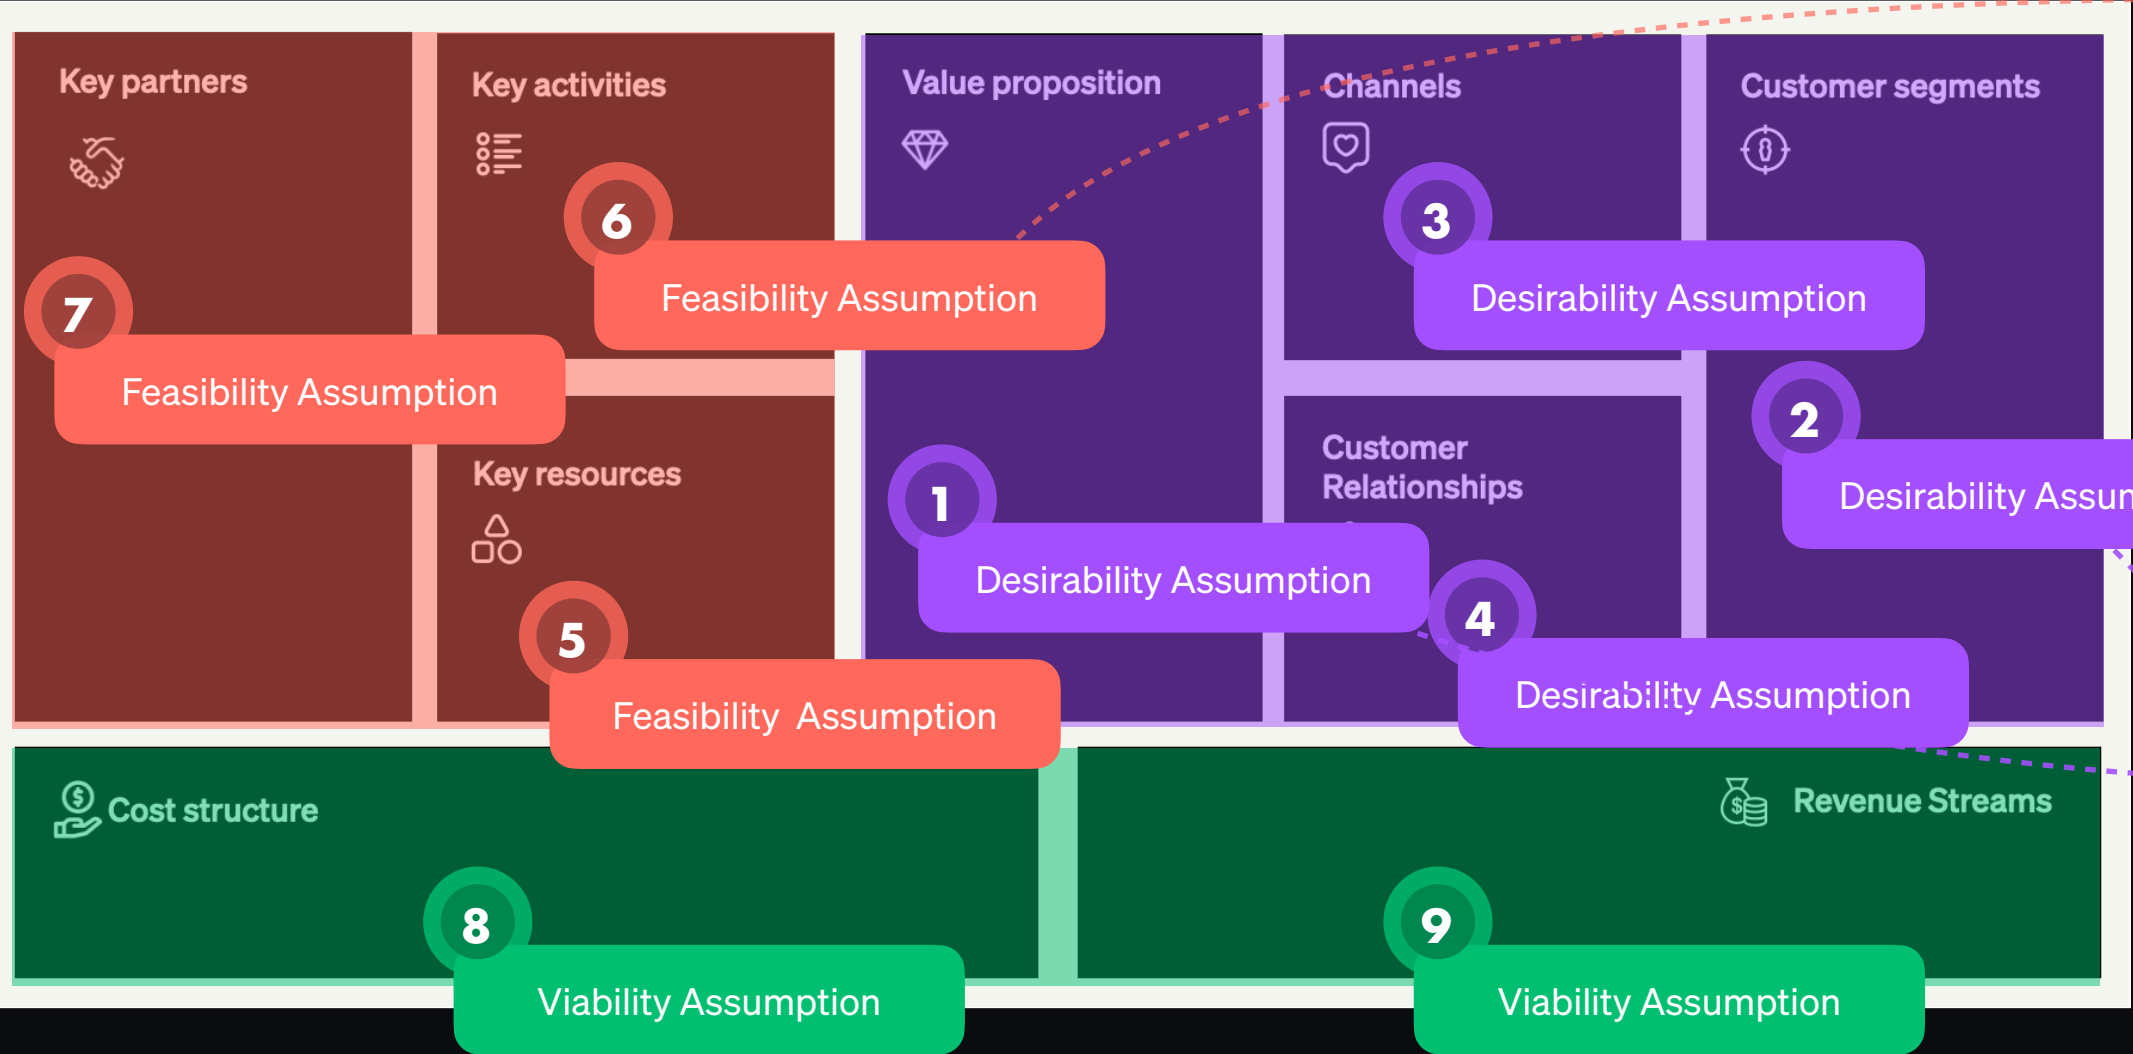 Key partners
Key activities
Value proposition
Channels
Customer segments
6
Feasibility Assumption
3
Desirability Assumption
7
Feasibility Assumption
2
Desirability Assum
Key resources
Customer
Relationships
1
Desirability Assumption
5
Feasibility Assumption
4
Desirability Assumption
Cost structure
Revenue Streams
8
Viability Assumption
9
Viability Assumption